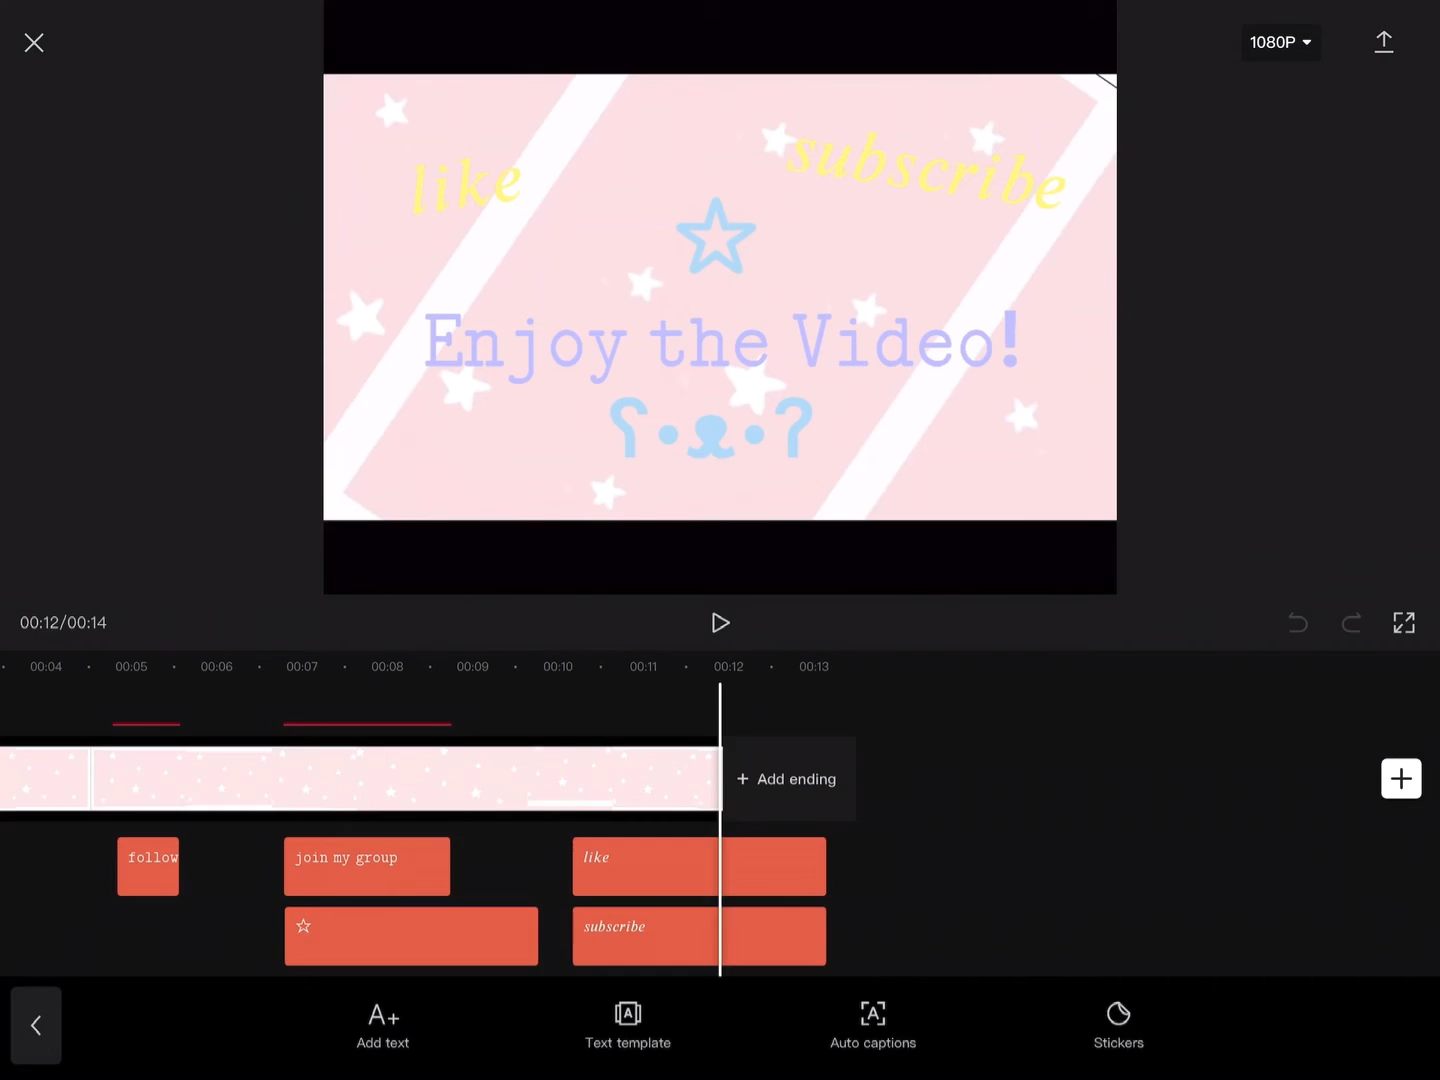 1080P
like
subscribe
☆
Enjoy the Video!
ʕ•ᴥ•ʔ
00:12/00:14
00:04 00:05 00:06 00:07 00:08 00:09 00:10 00:11 00:12 00:13
+ Add ending
follow
join my group
like
☆
subscribe
Add text
Text template
Auto captions
Stickers